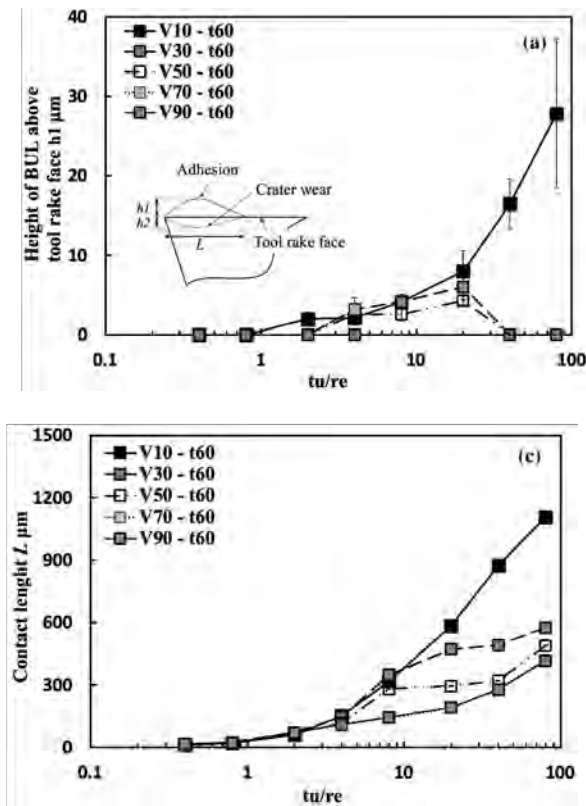 (a)
V10 - t60
V30 - t60
V50 - t60
V70 - t60
V90 - t60
Height of BUL above
tool rake face h1 µm
40
30
20
10
0
Adhesion
Crater wear
h1
h2
L
Tool rake face
0.1
1
10
100
tu/re
(c)
V10 - t60
V30 - t60
V50 - t60
V70 - t60
V90 - t60
Contact lenght L µm
1500
1200
900
600
300
0
0.1
1
10
100
tu/re